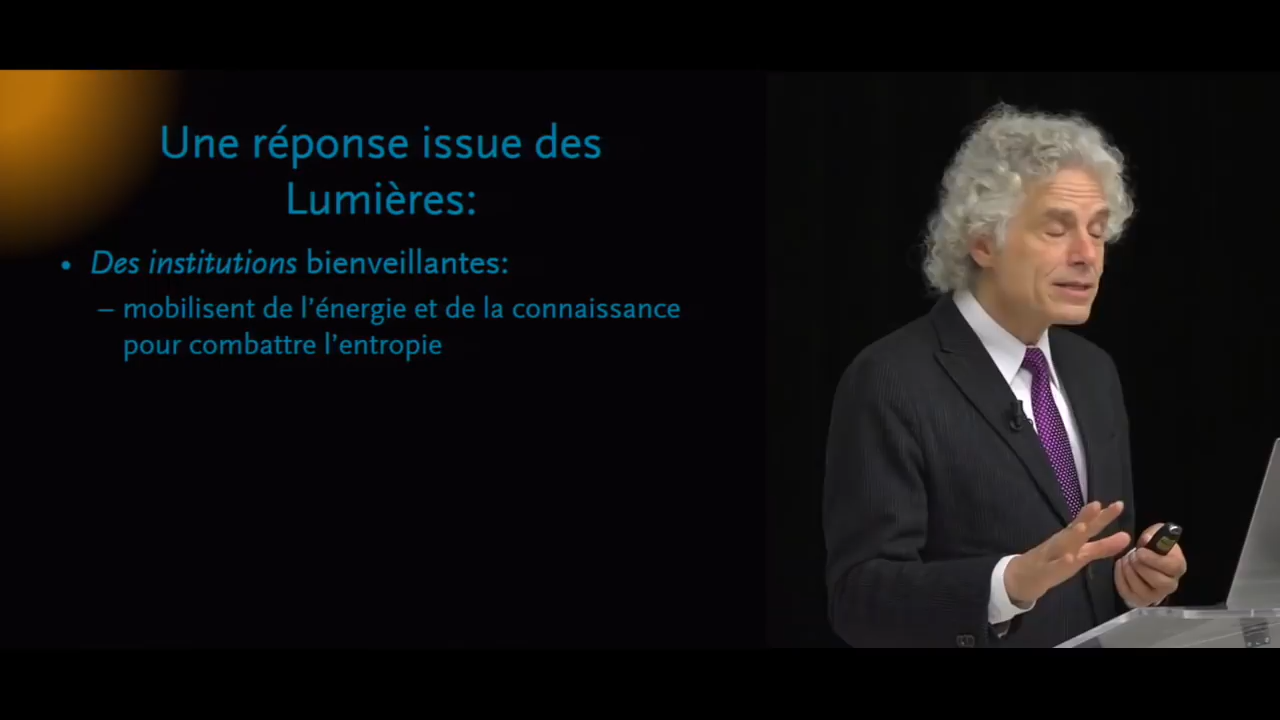 Une réponse issue des
Lumières:
• Des institutions bienveillantes:
– mobilisent de l'énergie et de la connaissance
pour combattre l'entropie